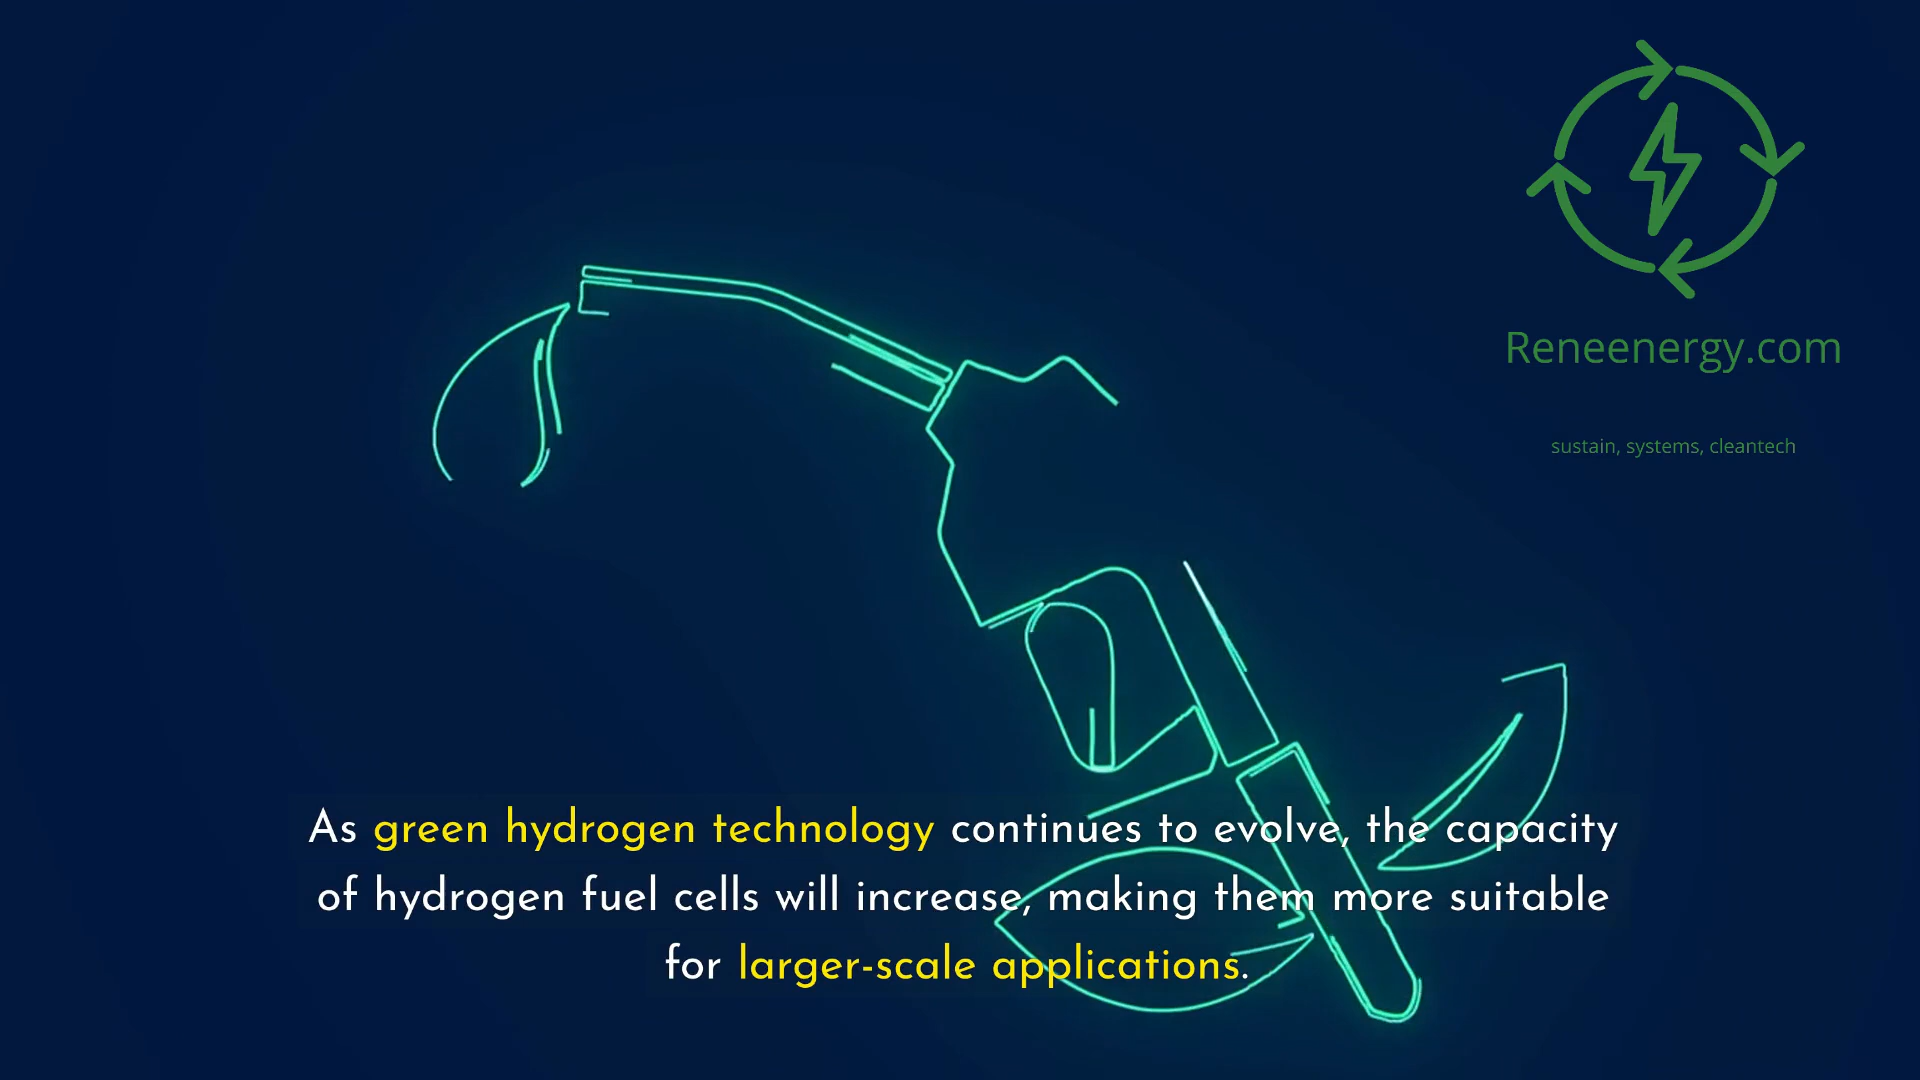 Reneenergy.com
sustain, systems, cleantech
As green hydrogen technology continues to evolve, the capacity
of hydrogen fuel cells will increase, making them more suitable
for larger-scale applications.